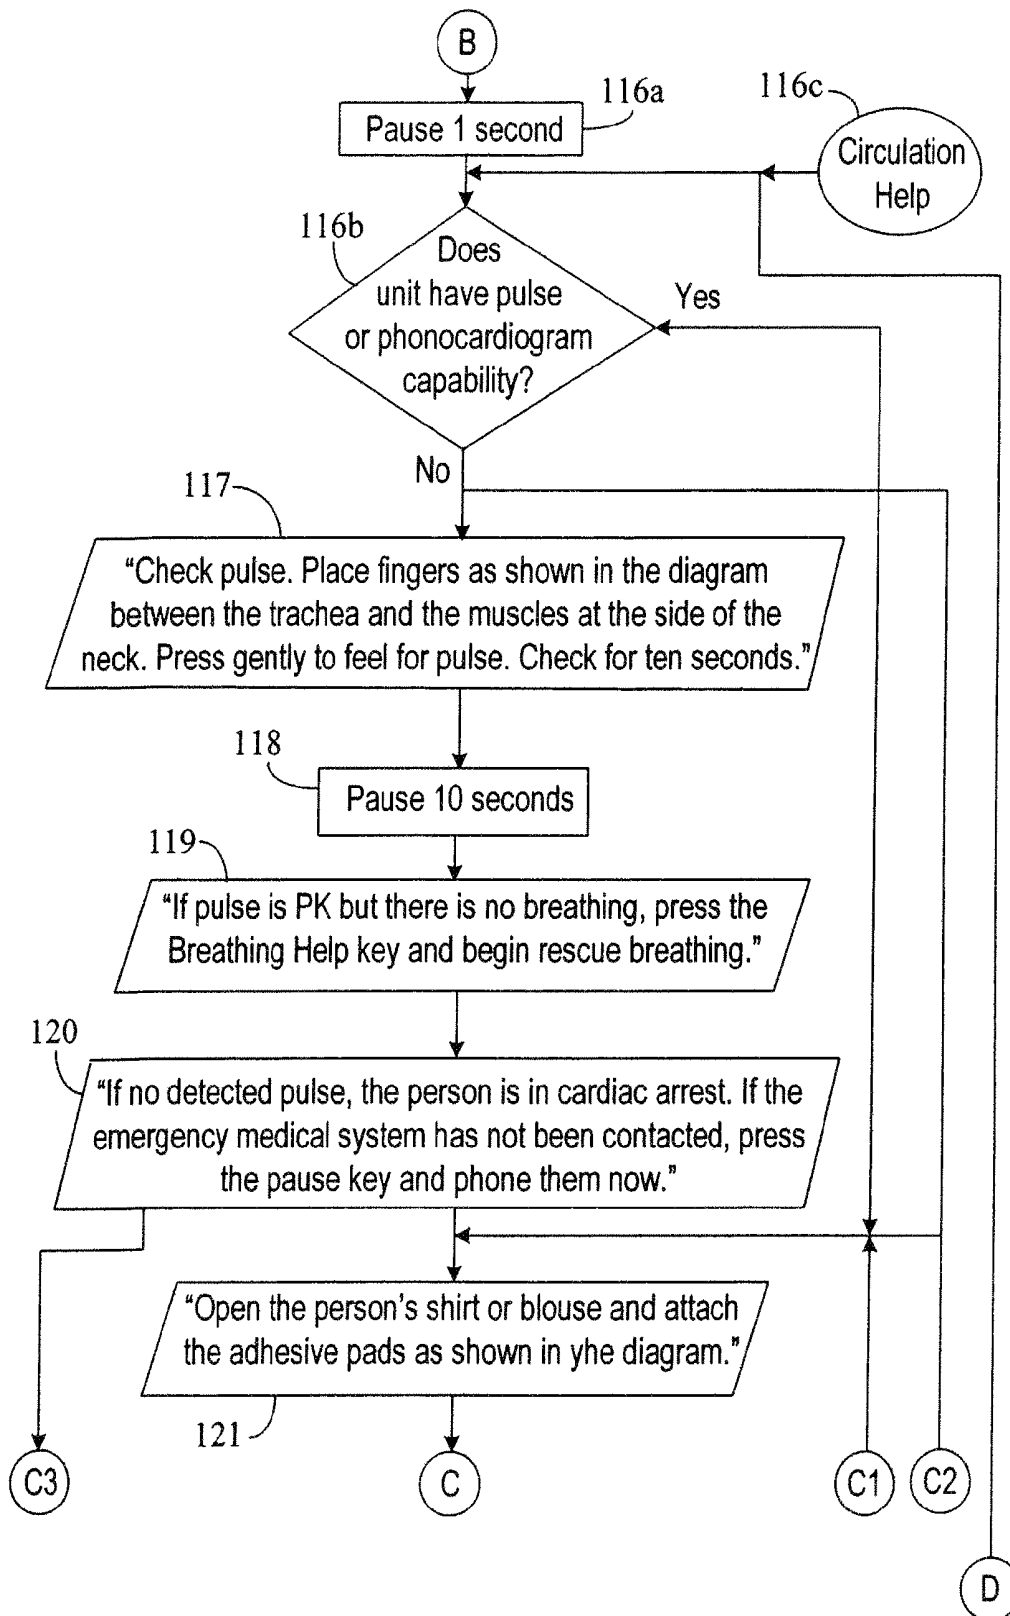 B
116a
116c
Pause 1 second
Circulation
Help
116b
Does
unit have pulse
or phonocardiogram
capability?
Yes
No
117
“Check pulse. Place fingers as shown in the diagram
between the trachea and the muscles at the side of the
neck. Press gently to feel for pulse. Check for ten seconds.”
118
Pause 10 seconds
119
“If pulse is PK but there is no breathing, press the
Breathing Help key and begin rescue breathing.”
120
“If no detected pulse, the person is in cardiac arrest. If the
emergency medical system has not been contacted, press
the pause key and phone them now.”
“Open the person’s shirt or blouse and attach
the adhesive pads as shown in yhe diagram.”
121
C3
C
C1
C2
D